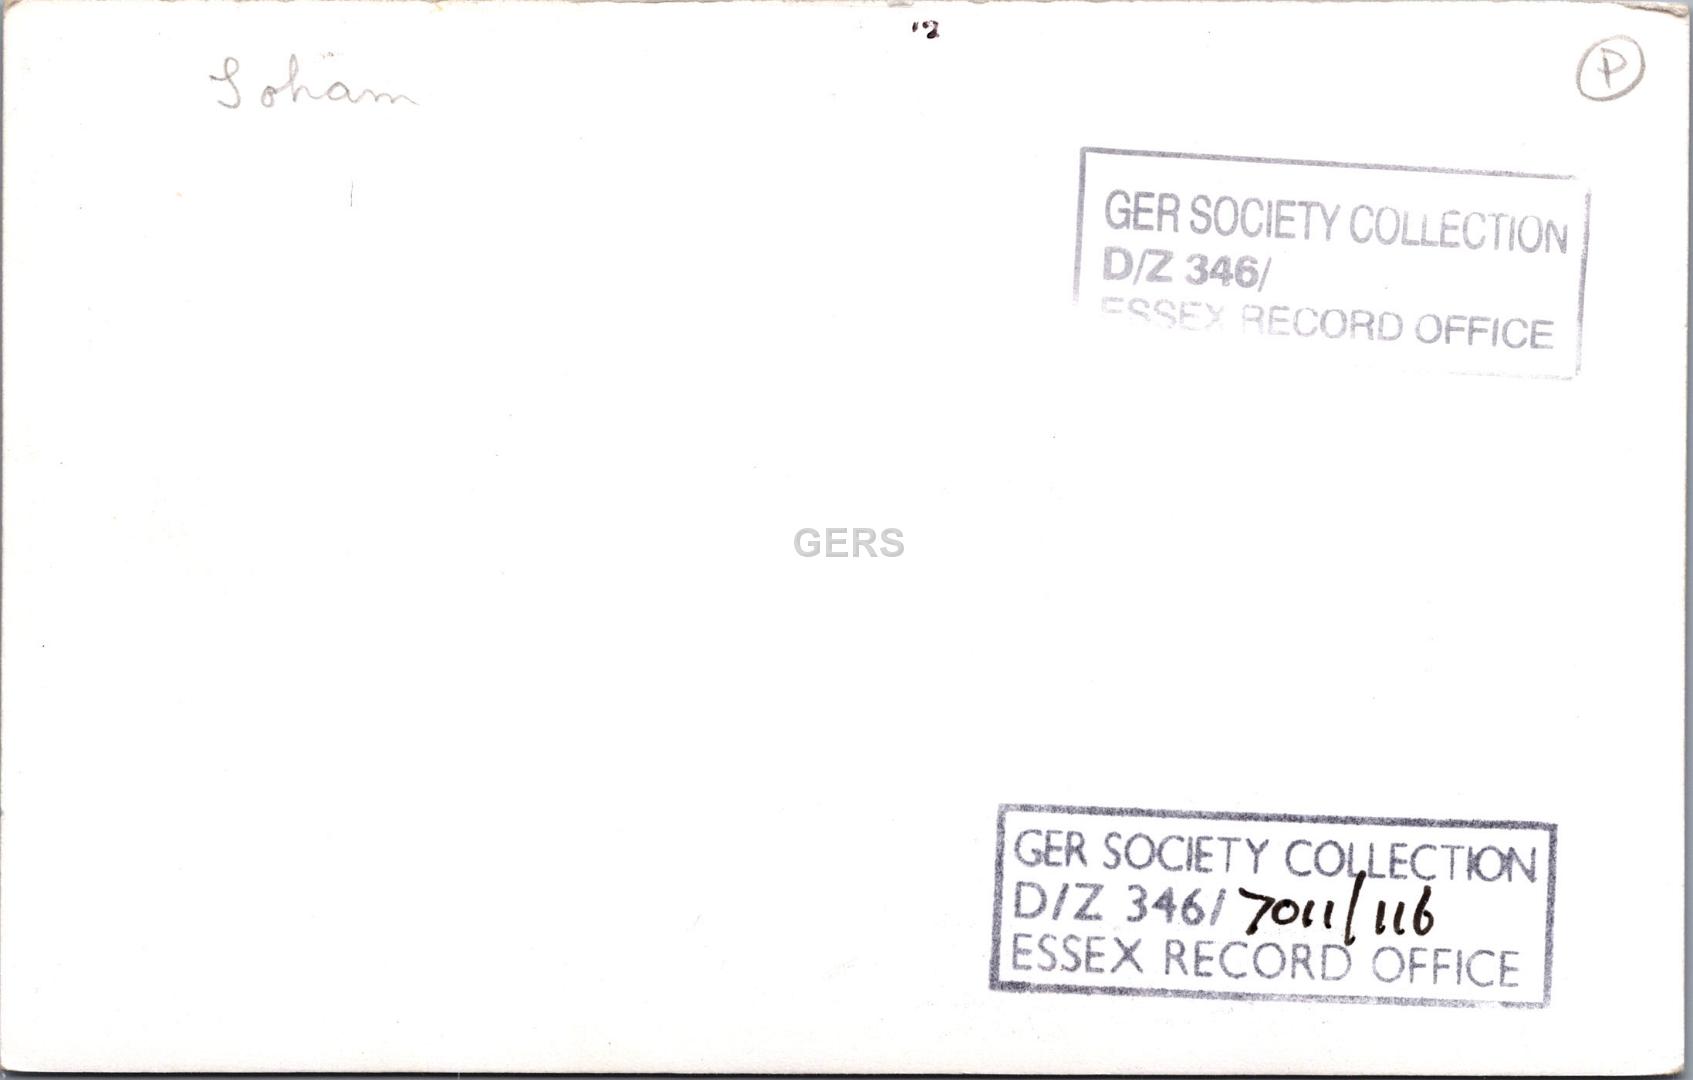 Soham
P
GER SOCIETY COLLECTION
D/Z 346/
ESSEX RECORD OFFICE
GERS
GER SOCIETY COLLECTION
D/Z 346/ 7011/116
ESSEX RECORD OFFICE